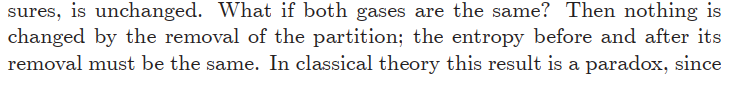 sures, is unchanged. What if both gases are the same? Then nothing is
changed by the removal of the partition; the entropy before and after its
removal must be the same. In classical theory this result is a paradox, since